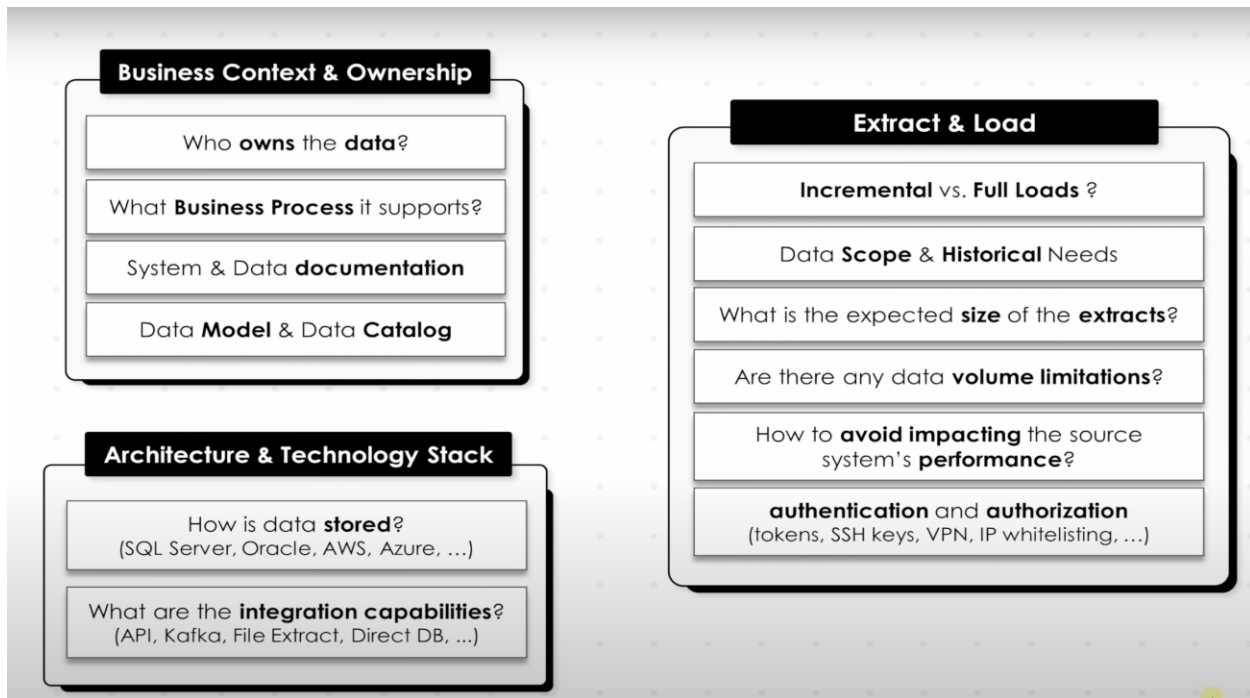 Business Context & Ownership
Who owns the data?
What Business Process it supports?
System & Data documentation
Data Model & Data Catalog
Architecture & Technology Stack
How is data stored?
(SQL Server, Oracle, AWS, Azure, ...)
What are the integration capabilities?
(API, Kafka, File Extract, Direct DB, ...)
Extract & Load
Incremental vs. Full Loads ?
Data Scope & Historical Needs
What is the expected size of the extracts?
Are there any data volume limitations?
How to avoid impacting the source
system's performance?
authentication and authorization
(tokens, SSH keys, VPN, IP whitelisting, ...)